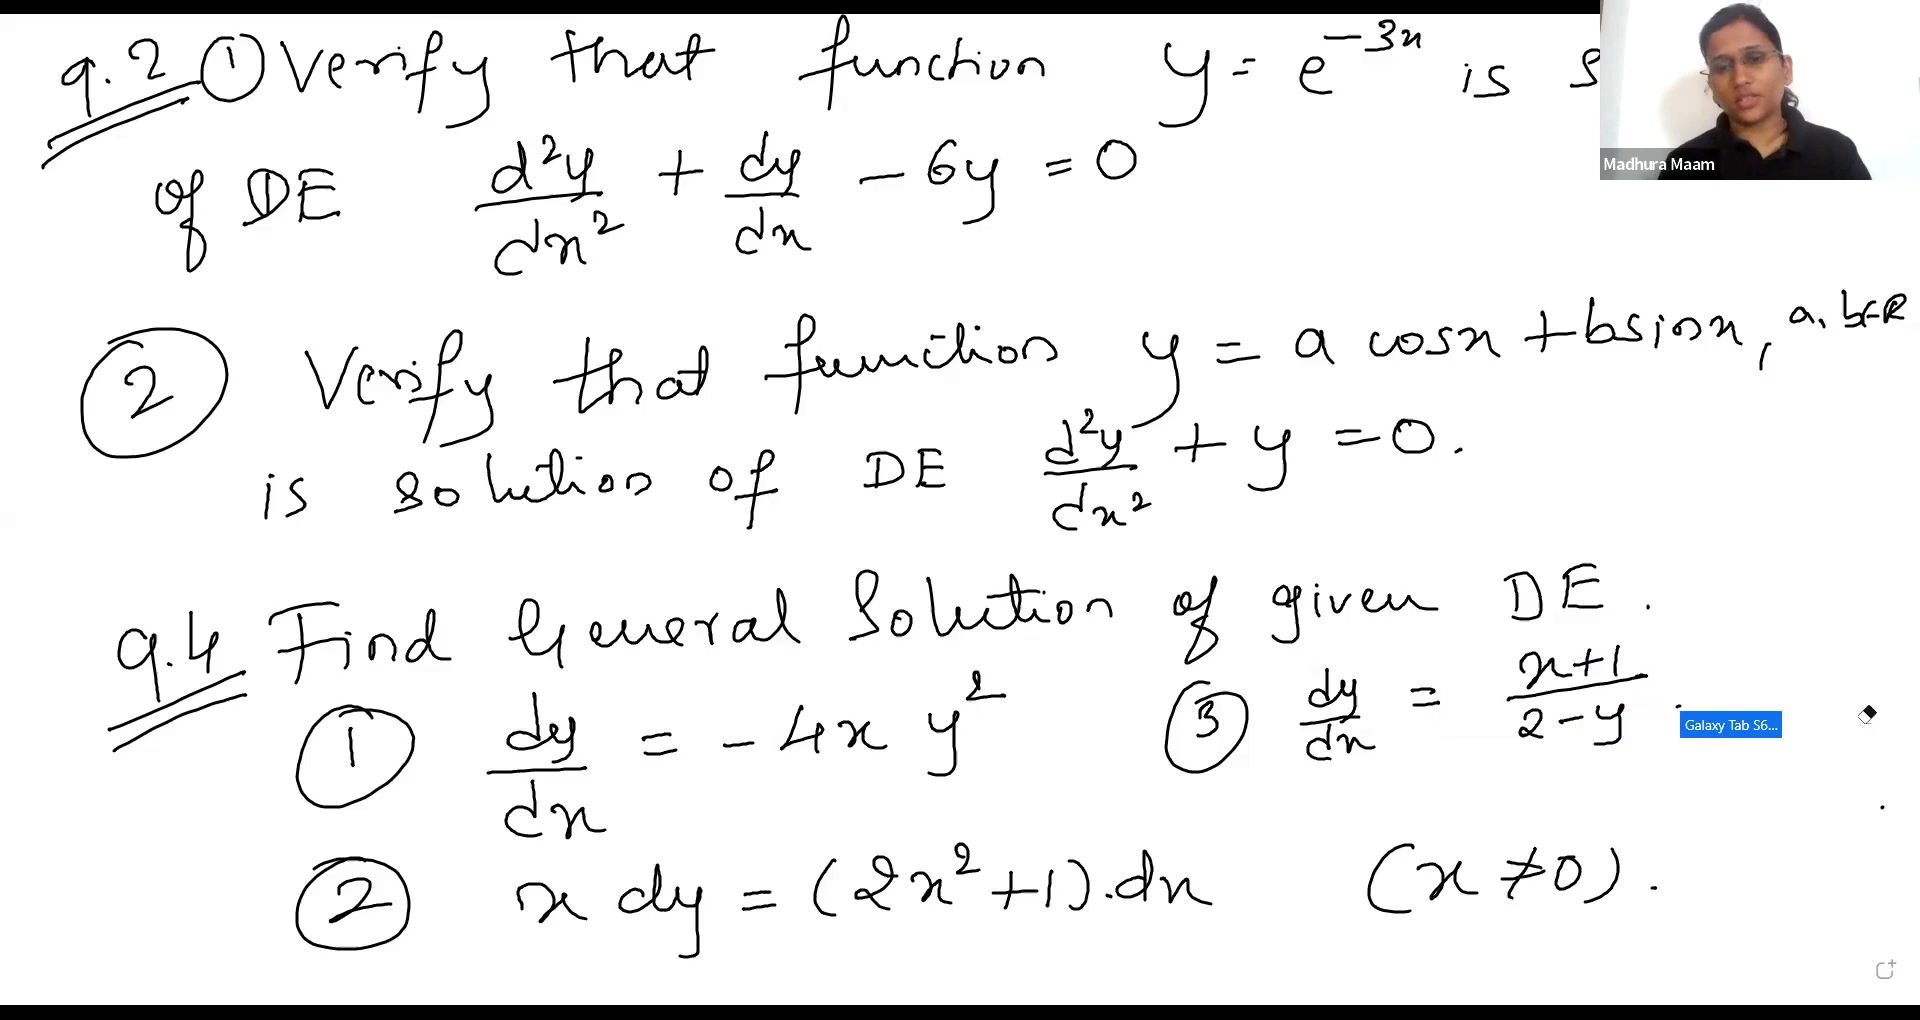 q.2 ① Verify that function y = e^{-3x} is s
of DE d²y/dx² + dy/dx - 6y = 0
② Verify that function y = a cosx + bsinx, a, b∈R
is solution of DE d²y/dx² + y = 0.
q.4 Find General Solution of given DE.
① dy/dx = -4x y²
③ dy/dx = x+1/2-y .
② x dy = (2x²+1).dx (x ≠ 0).
Madhura Maam
Galaxy Tab S6...